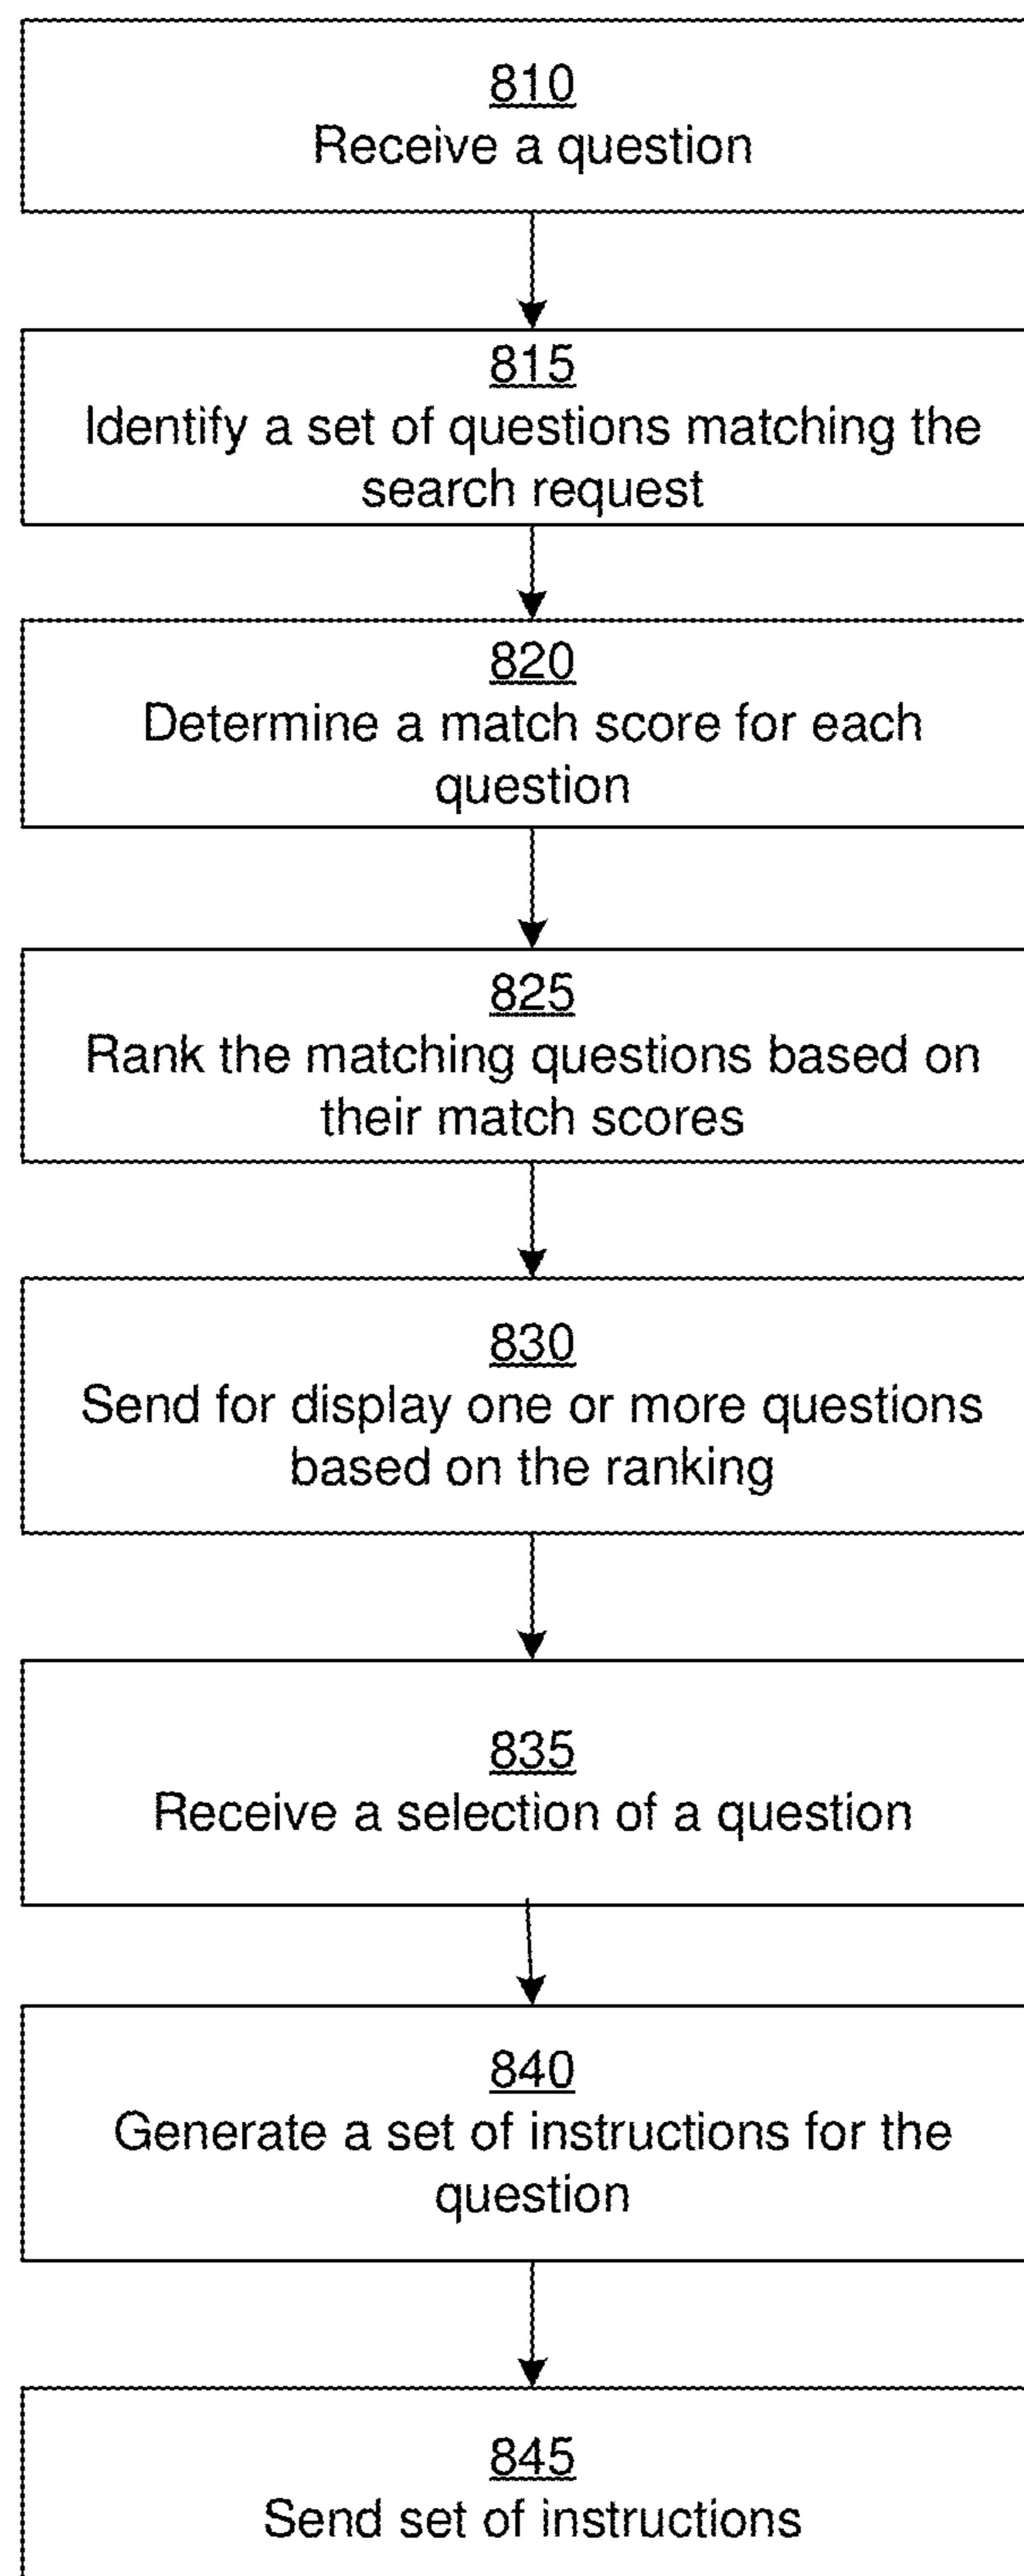 810
Receive a question
815
Identify a set of questions matching the
search request
820
Determine a match score for each
question
825
Rank the matching questions based on
their match scores
830
Send for display one or more questions
based on the ranking
835
Receive a selection of a question
840
Generate a set of instructions for the
question
845
Send set of instructions